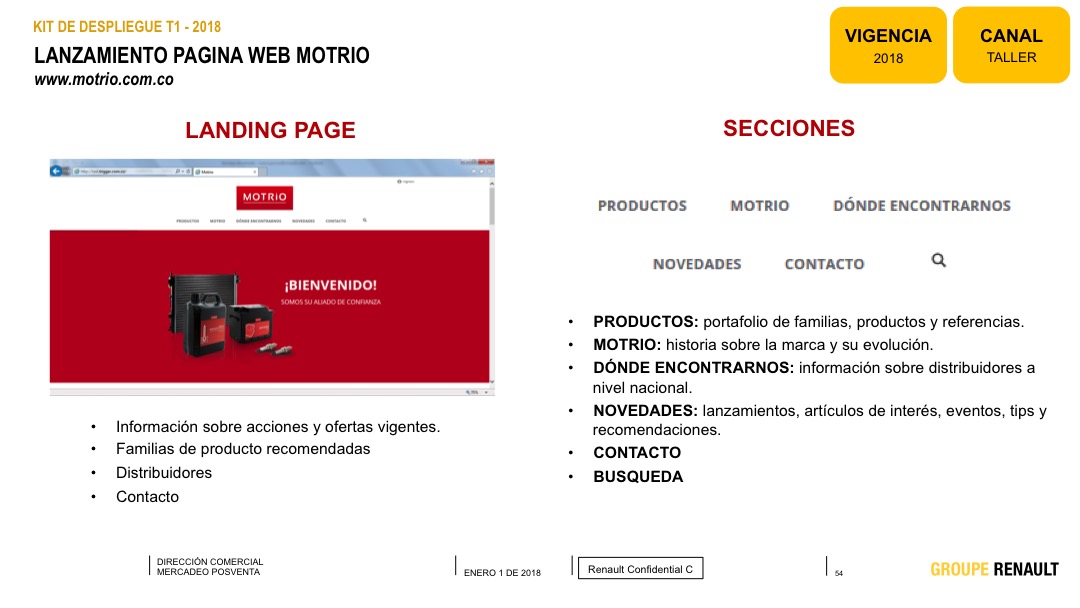 KIT DE DESPLIEGUE T1 - 2018
LANZAMIENTO PAGINA WEB MOTRIO
www.motrio.com.co
VIGENCIA
2018
CANAL
TALLER
LANDING PAGE
Motrio
MOTRIO
PRODUCTOS MOTRIO DÓNDE ENCONTRARNOS NOVEDADES CONTACTO
¡BIENVENIDO!
SOMOS SU ALIADO DE CONFIANZA
• Información sobre acciones y ofertas vigentes.
• Familias de producto recomendadas
• Distribuidores
• Contacto
SECCIONES
PRODUCTOS MOTRIO DÓNDE ENCONTRARNOS
NOVEDADES CONTACTO
• PRODUCTOS: portafolio de familias, productos y referencias.
• MOTRIO: historia sobre la marca y su evolución.
• DÓNDE ENCONTRARNOS: información sobre distribuidores a
nivel nacional.
• NOVEDADES: lanzamientos, artículos de interés, eventos, tips y
recomendaciones.
• CONTACTO
• BUSQUEDA
DIRECCIÓN COMERCIAL
MERCADEO POSVENTA
ENERO 1 DE 2018
Renault Confidential C
54
GROUPE RENAULT